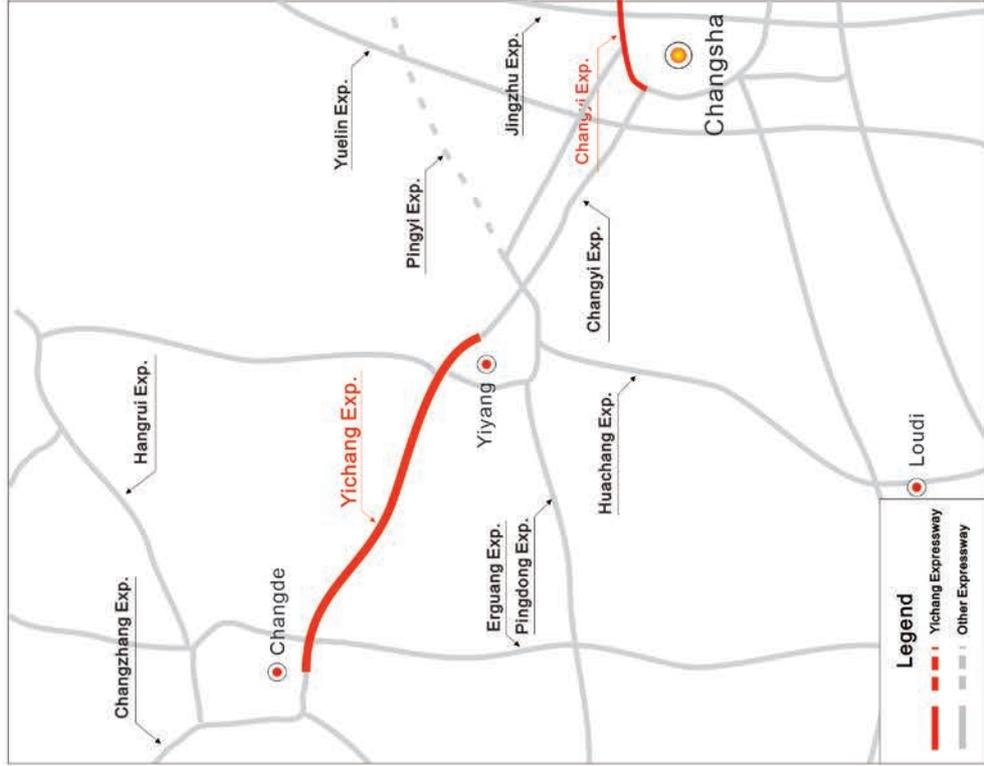 Changzhang Exp.
Hangrui Exp.
Changde
Yichang Exp.
Yuelin Exp.
Pingyi Exp.
Yiyang
Erguang Exp.
Pingdong Exp.
Jingzhu Exp.
Changyi Exp.
Changyi Exp.
Huachang Exp.
Changsha
Loudi
Legend
Yichang Expressway
Other Expressway